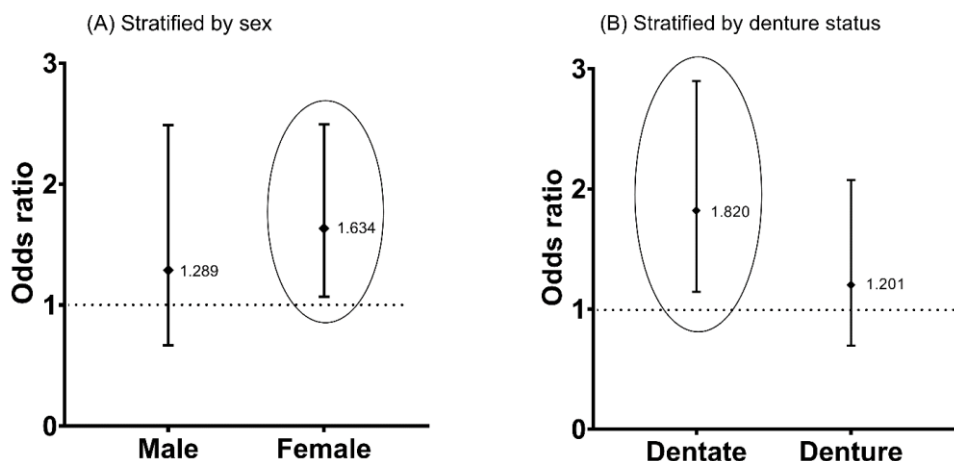 (A) Stratified by sex
3
2
1
0
Odds ratio
1.289
1.634
Male
Female
(B) Stratified by denture status
3
2
1
0
Odds ratio
1.820
1.201
Dentate
Denture